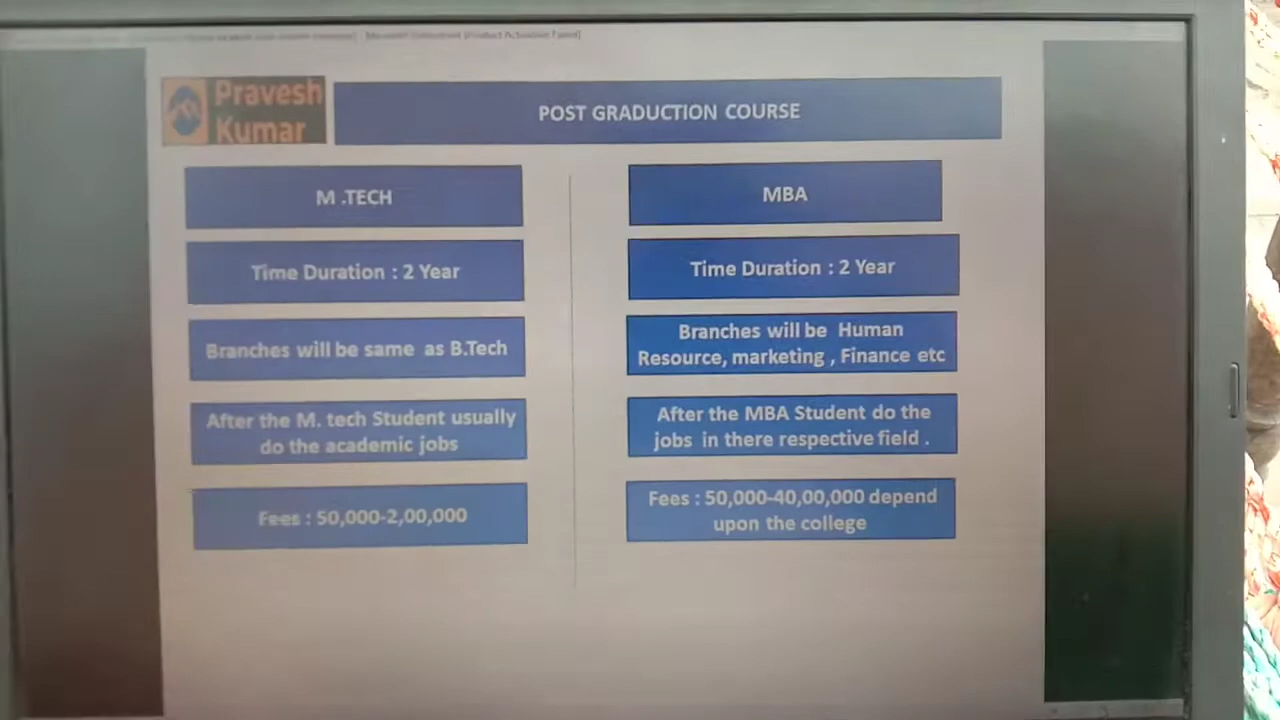 Pravesh
Kumar
POST GRADUCTION COURSE
M .TECH
Time Duration : 2 Year
Branches will be same as B.Tech
After the M. tech Student usually
do the academic jobs
Fees : 50,000-2,00,000
MBA
Time Duration : 2 Year
Branches will be Human
Resource, marketing , Finance etc
After the MBA Student do the
jobs in there respective field .
Fees : 50,000-40,00,000 depend
upon the college